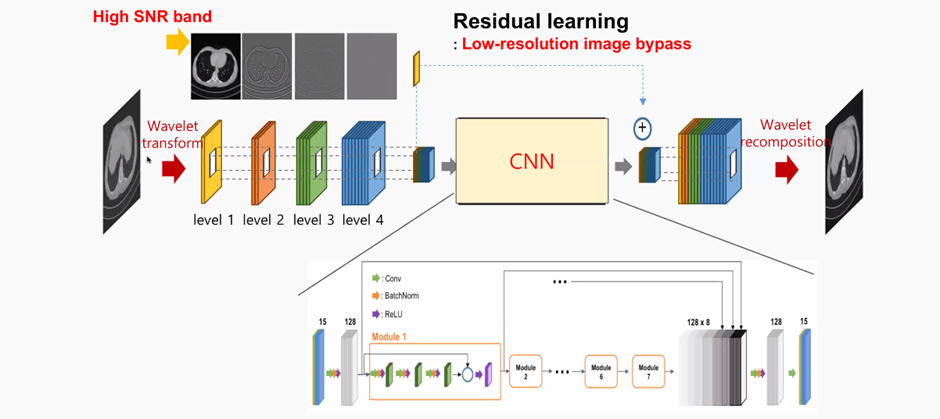 High SNR band
Residual learning
: Low-resolution image bypass
Wavelet
transform
level 1
level 2
level 3
level 4
CNN
+
Wavelet
recomposition
: Conv
: BatchNorm
: ReLU
15
128
Module 1
Module
2
Module
6
Module
7
128 x 8
128
15